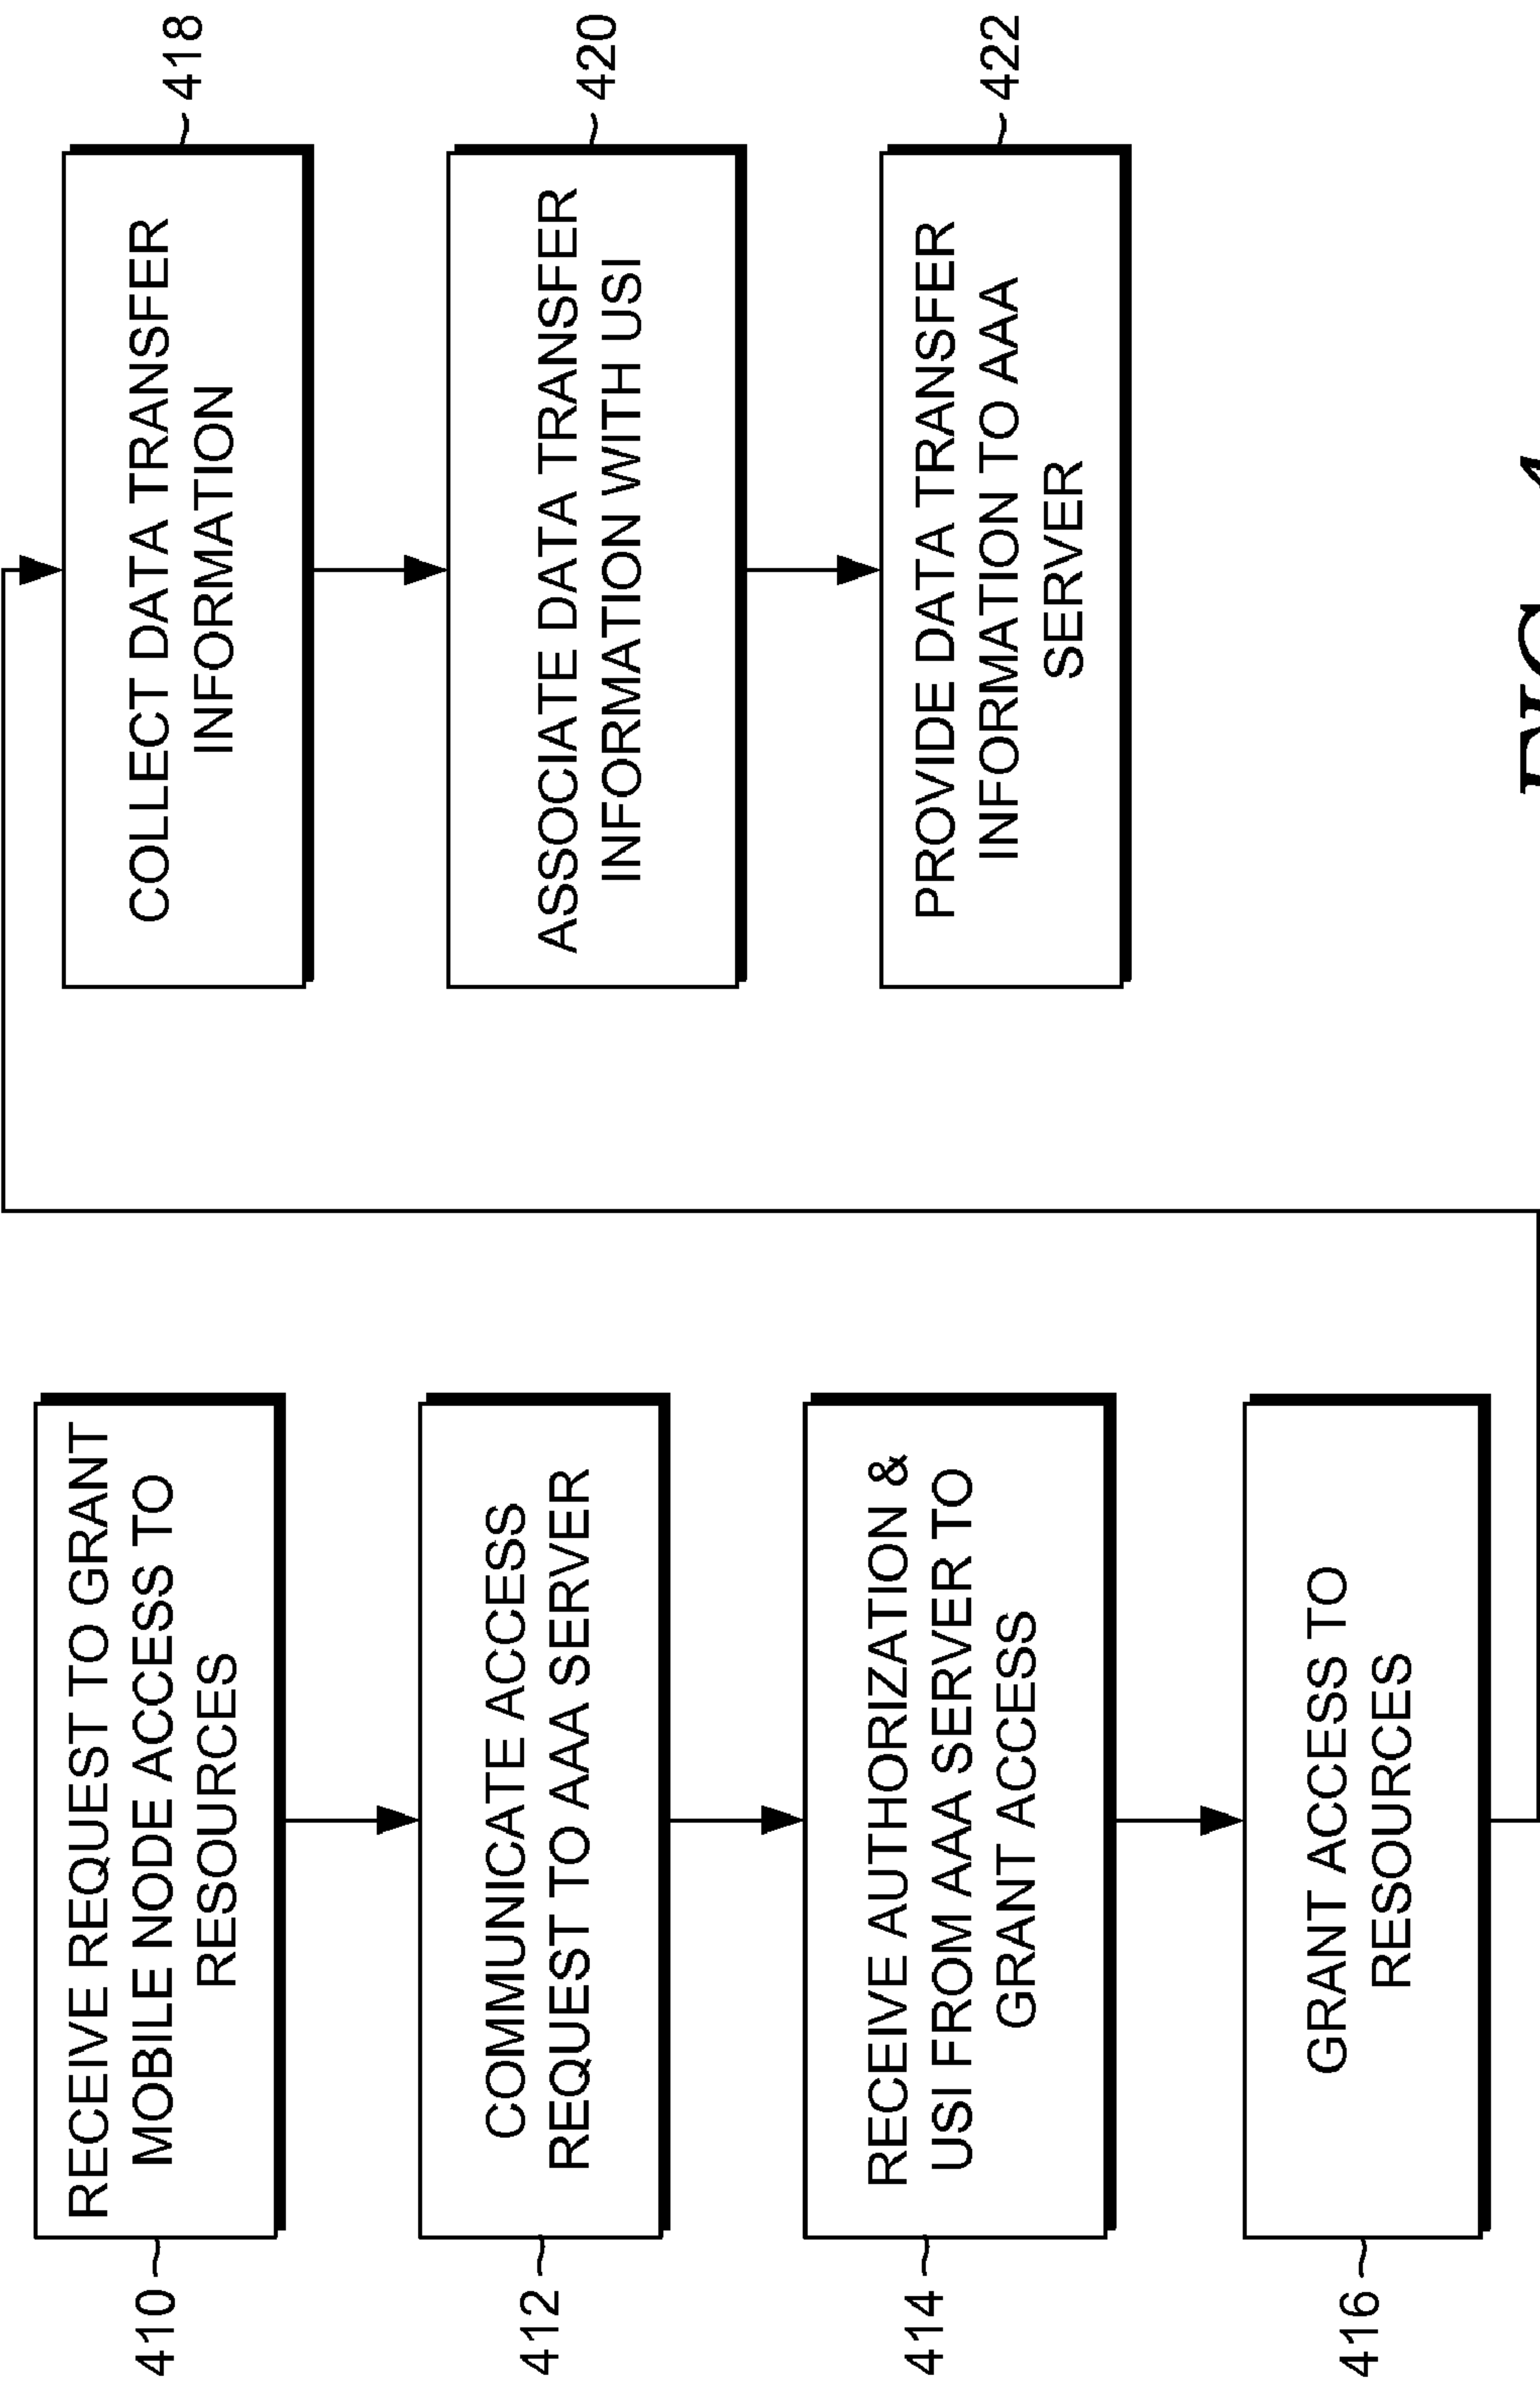 410
RECEIVE REQUEST TO GRANT
MOBILE NODE ACCESS TO
RESOURCES
412
COMMUNICATE ACCESS
REQUEST TO AAA SERVER
414
RECEIVE AUTHORIZATION &
USI FROM AAA SERVER TO
GRANT ACCESS
416
GRANT ACCESS TO
RESOURCES
418
COLLECT DATA TRANSFER
INFORMATION
420
ASSOCIATE DATA TRANSFER
INFORMATION WITH USI
422
PROVIDE DATA TRANSFER
INFORMATION TO AAA
SERVER